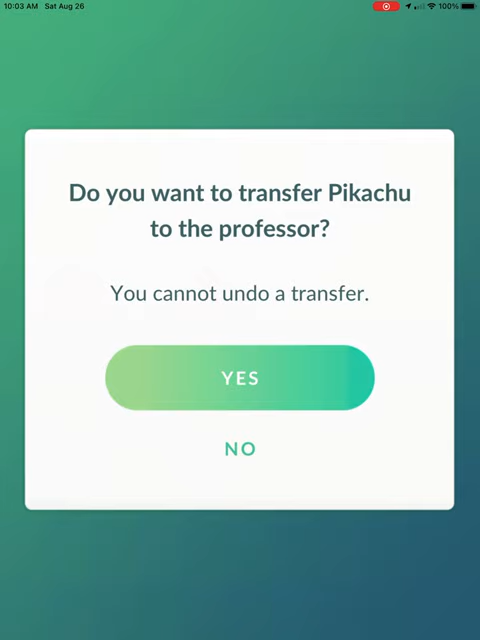 10:03 AM Sat Aug 26 100%
Do you want to transfer Pikachu
to the professor?
You cannot undo a transfer.
YES
NO